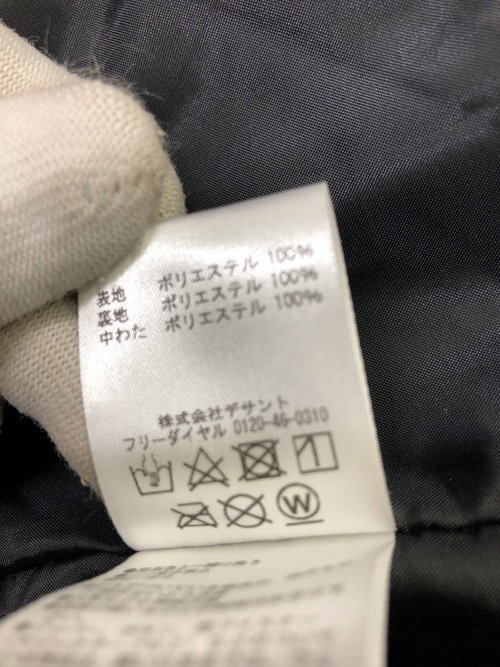 表地 ポリエステル 100%
裏地 ポリエステル 100%
中わた ポリエステル 100%
株式会社デサント
フリーダイヤル 0120-46-0310
W